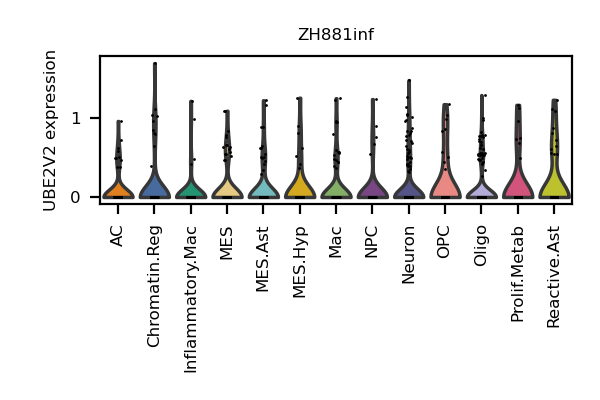 ZH881inf
UBE2V2 expression
1
0
AC
Chromatin.Reg
Inflammatory.Mac
MES
MES.Ast
MES.Hyp
Mac
NPC
Neuron
OPC
Oligo
Prolif.Metab
Reactive.Ast